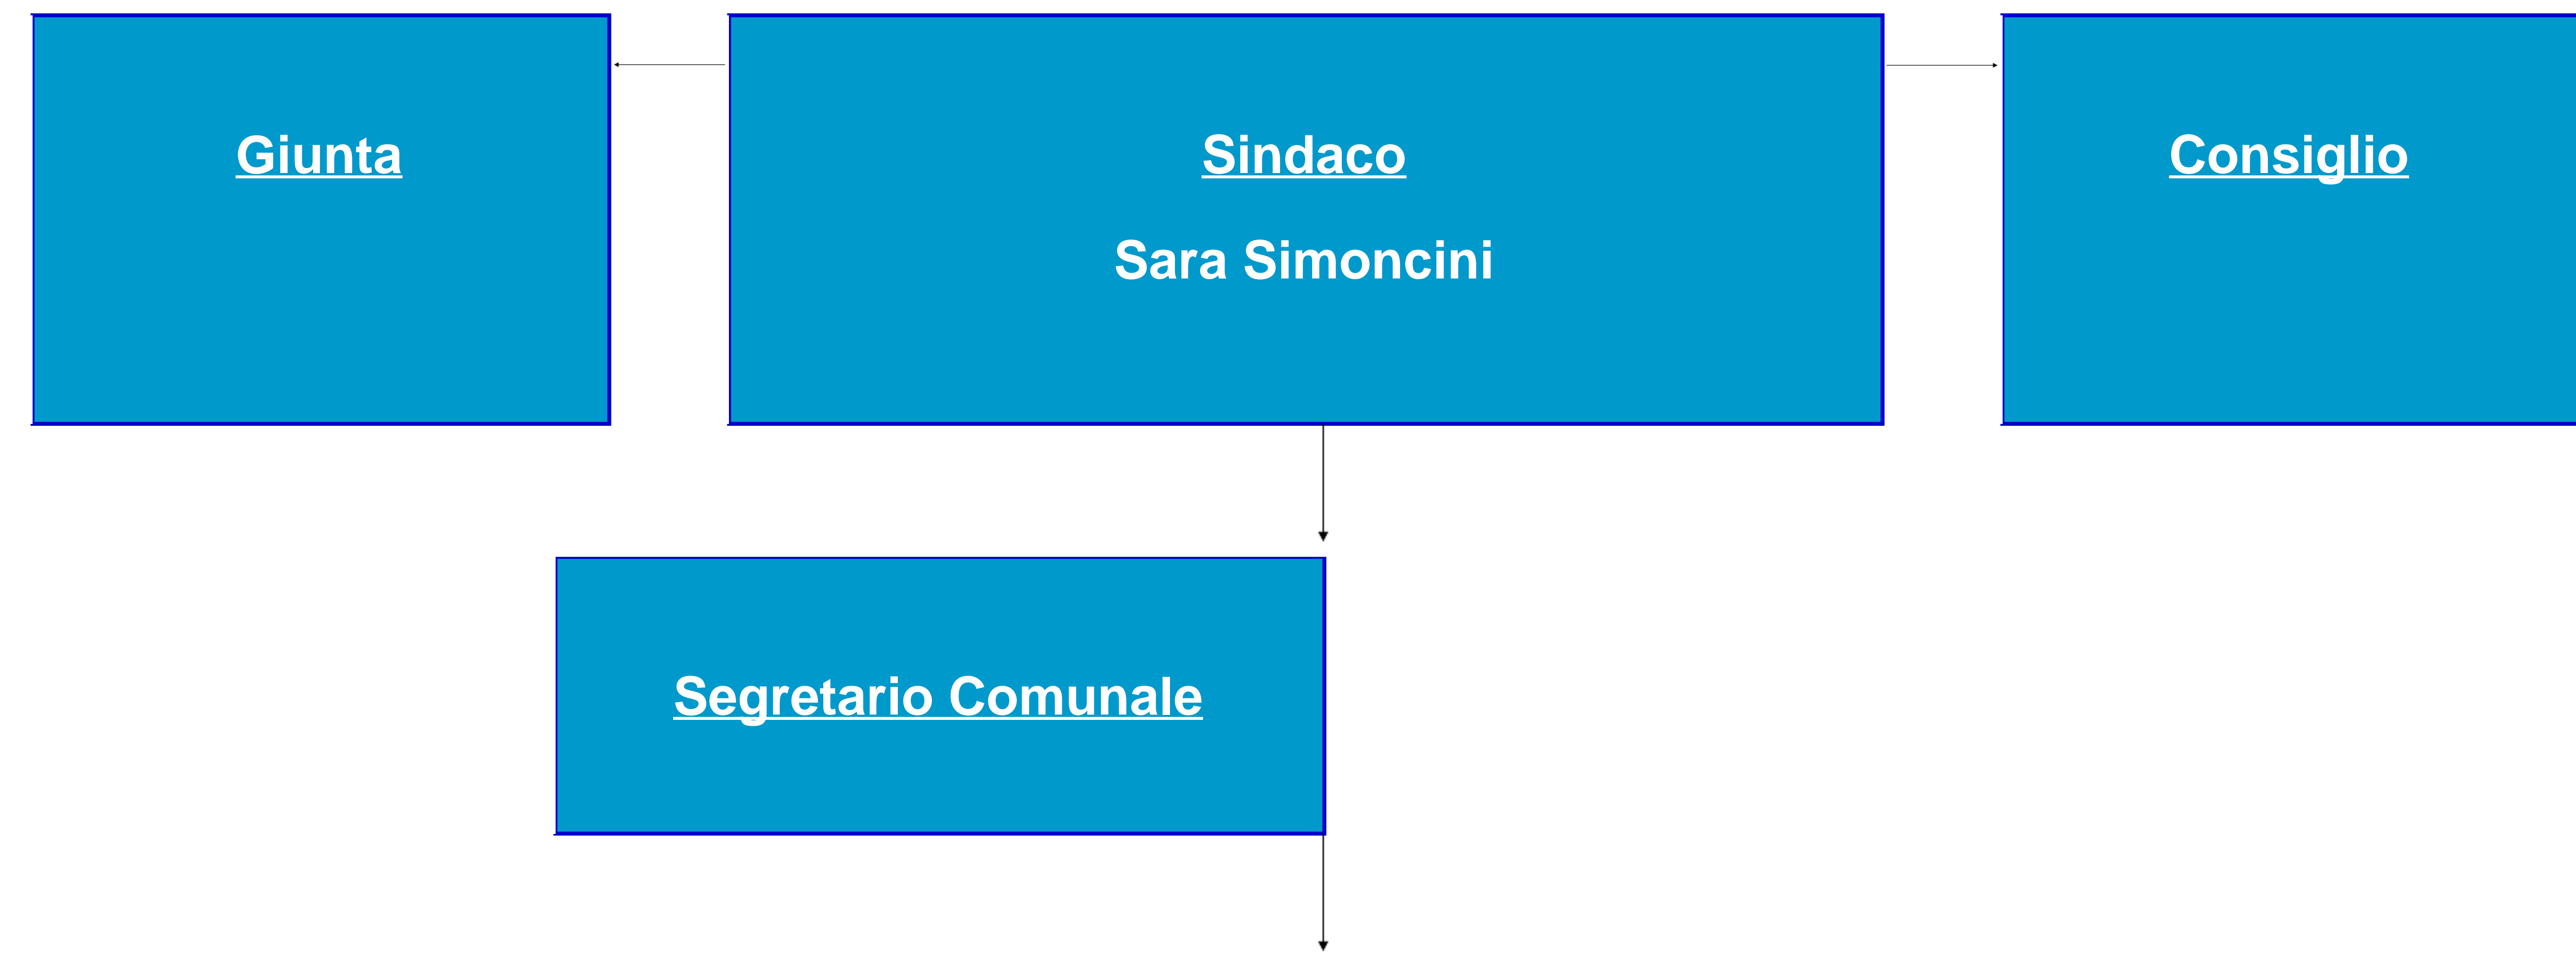 Giunta
Sindaco
Consiglio
Sara Simoncini
Segretario Comunale